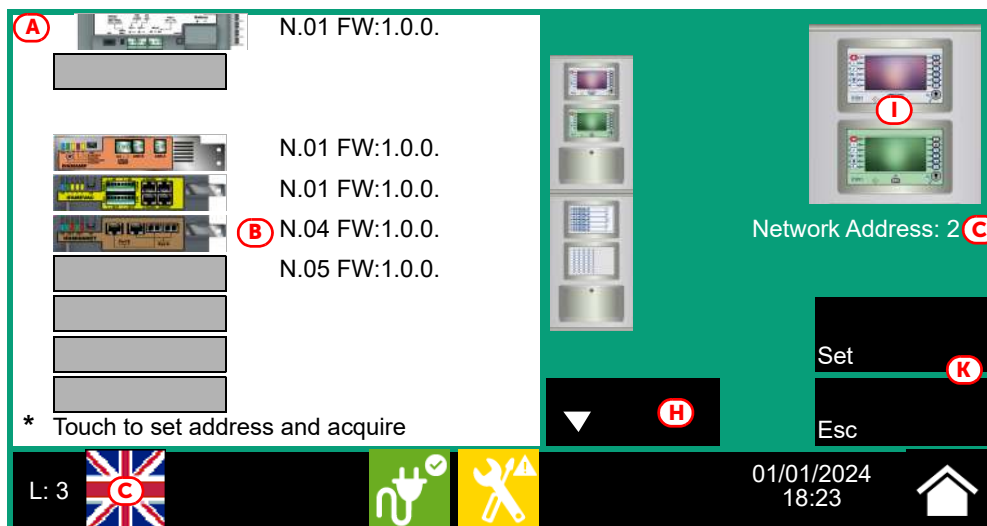 A
N.01 FW:1.0.0.
N.01 FW:1.0.0.
N.01 FW:1.0.0.
B
N.04 FW:1.0.0.
N.05 FW:1.0.0.
* Touch to set address and acquire
I
Network Address: 2
C
H
Set
K
Esc
L: 3
C
01/01/2024
18:23